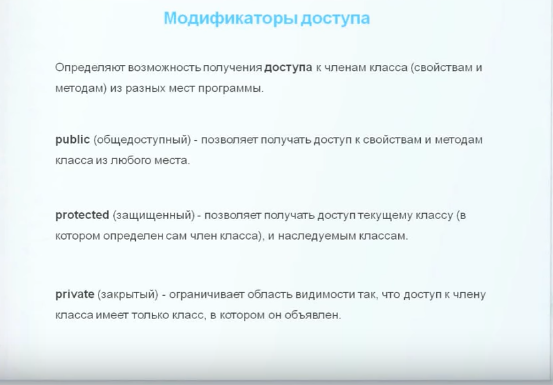 Модификаторы доступа
Определяют возможность получения доступа к членам класса (свойствам и
методам) из разных мест программы.
public (общедоступный) - позволяет получать доступ к свойствам и методам
класса из любого места.
protected (защищенный) - позволяет получать доступ текущему классу (в
котором определен сам член класса), и наследуемым классам.
private (закрытый) - ограничивает область видимости так, что доступ к члену
класса имеет только класс, в котором он объявлен.